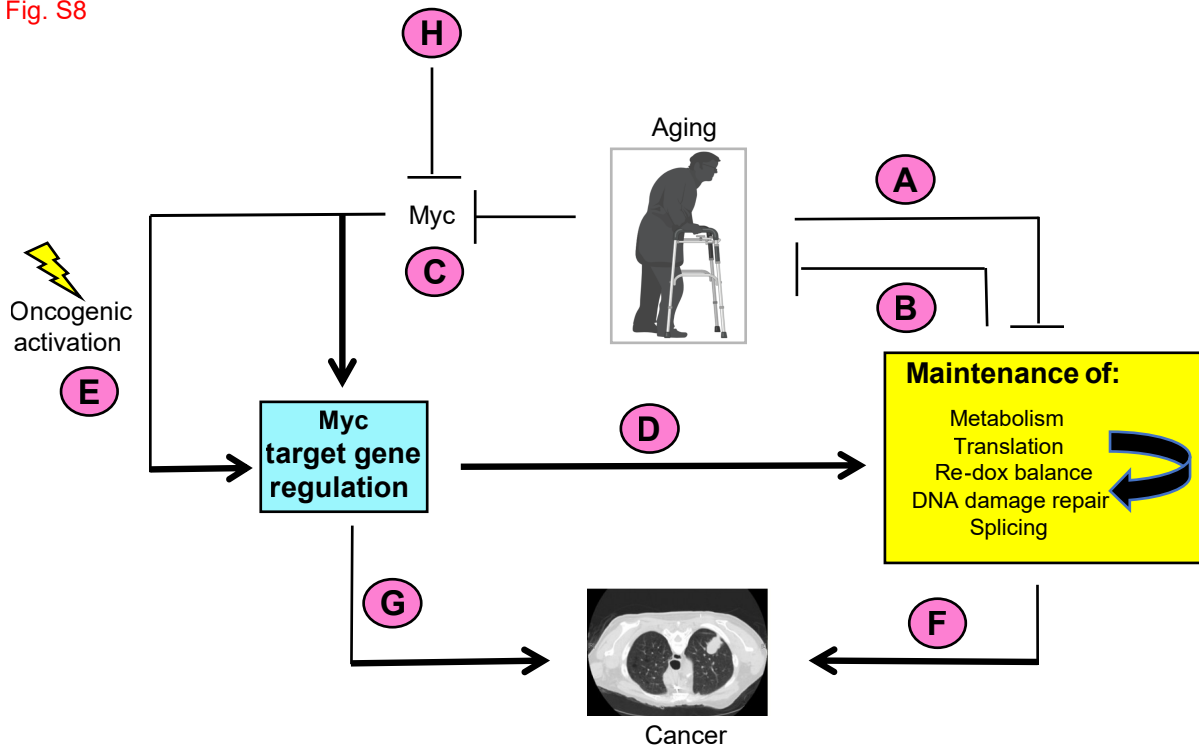 Fig. S8
H
Aging
A
Myc
C
B
Oncogenic
activation
E
Maintenance of:
Metabolism
Translation
Re-dox balance
DNA damage repair
Splicing
Myc
target gene
regulation
D
G
F
Cancer